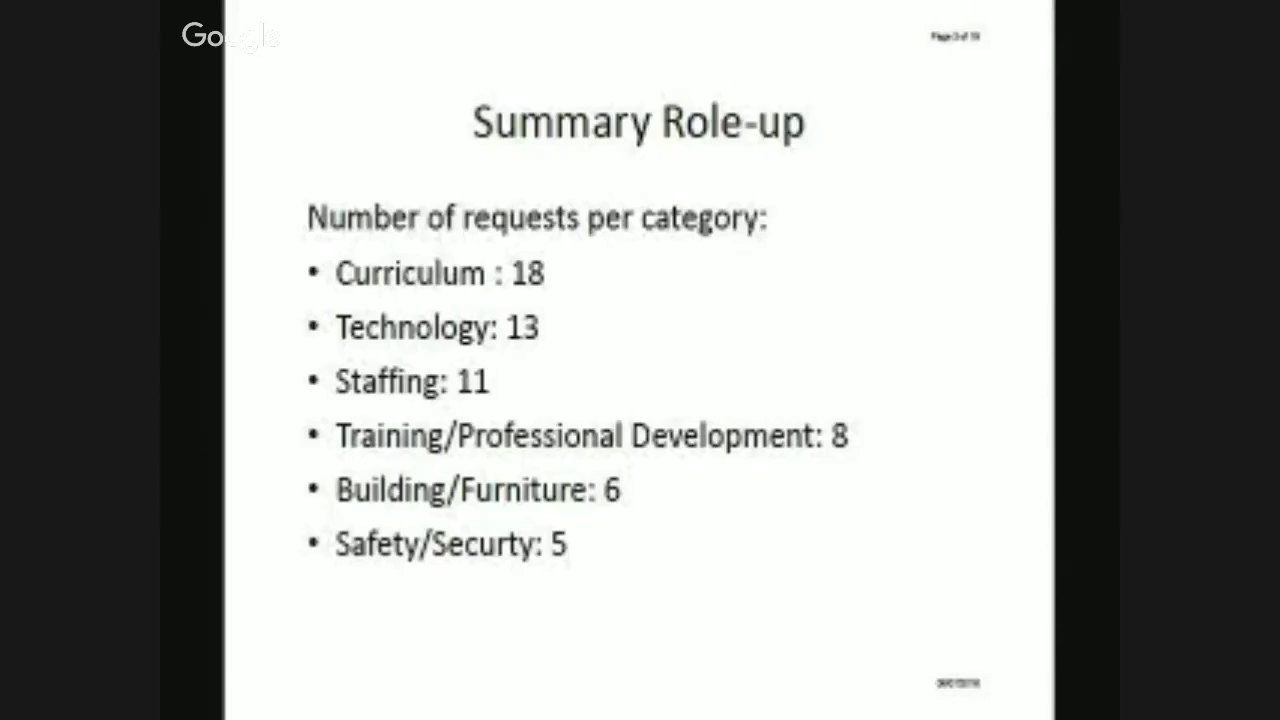 Google
Summary Role-up
Number of requests per category:
• Curriculum : 18
• Technology: 13
• Staffing: 11
• Training/Professional Development: 8
• Building/Furniture: 6
• Safety/Securty: 5